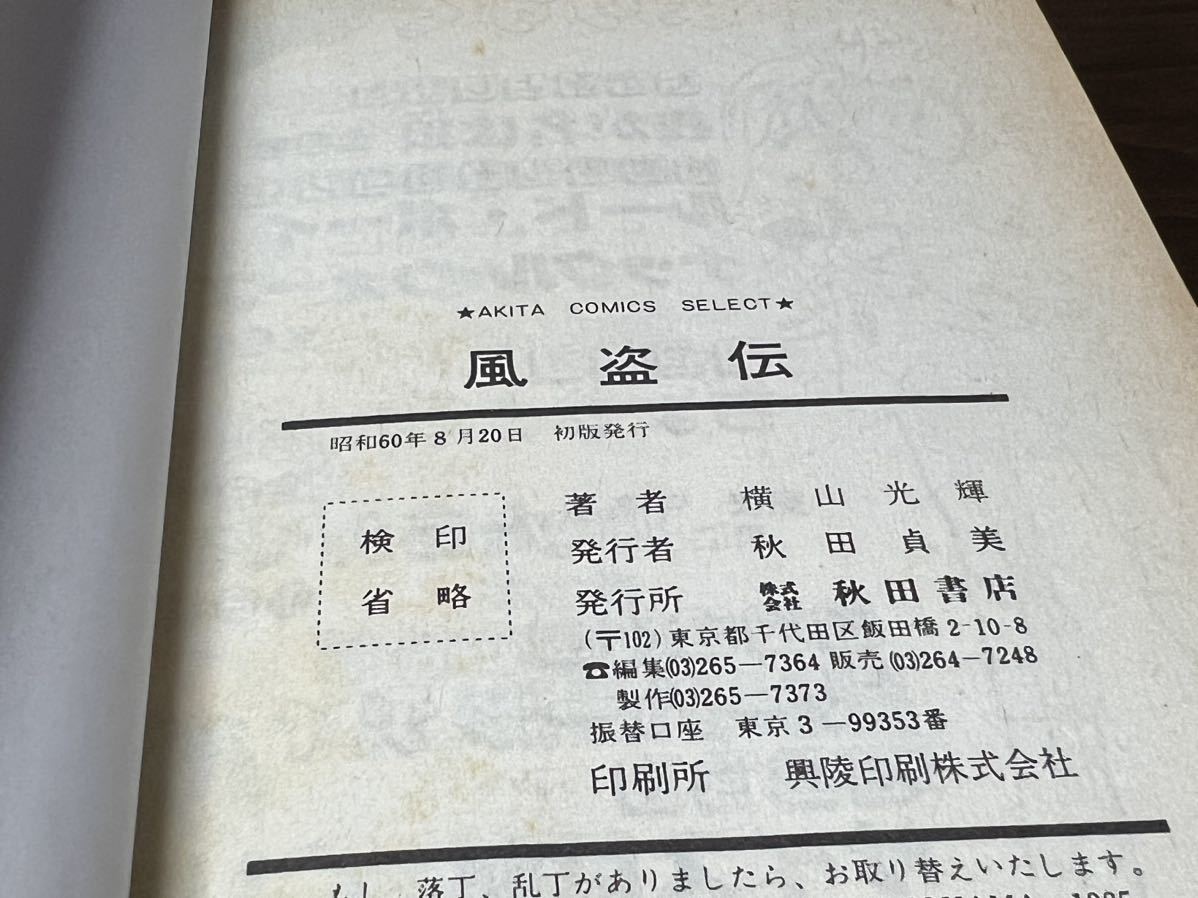 ★AKITA COMICS SELECT★
風盗伝
昭和60年8月20日 初版発行
検印
省略
著者 横山光輝
発行者 秋田貞美
発行所 株式会社 秋田書店
(〒102)東京都千代田区飯田橋2-10-8
☎編集(03)265-7364 販売(03)264-7248
製作(03)265-7373
振替口座 東京3-99353番
印刷所 興陵印刷株式会社
もし、落丁、乱丁がありましたら、お取り替えいたします。
1985